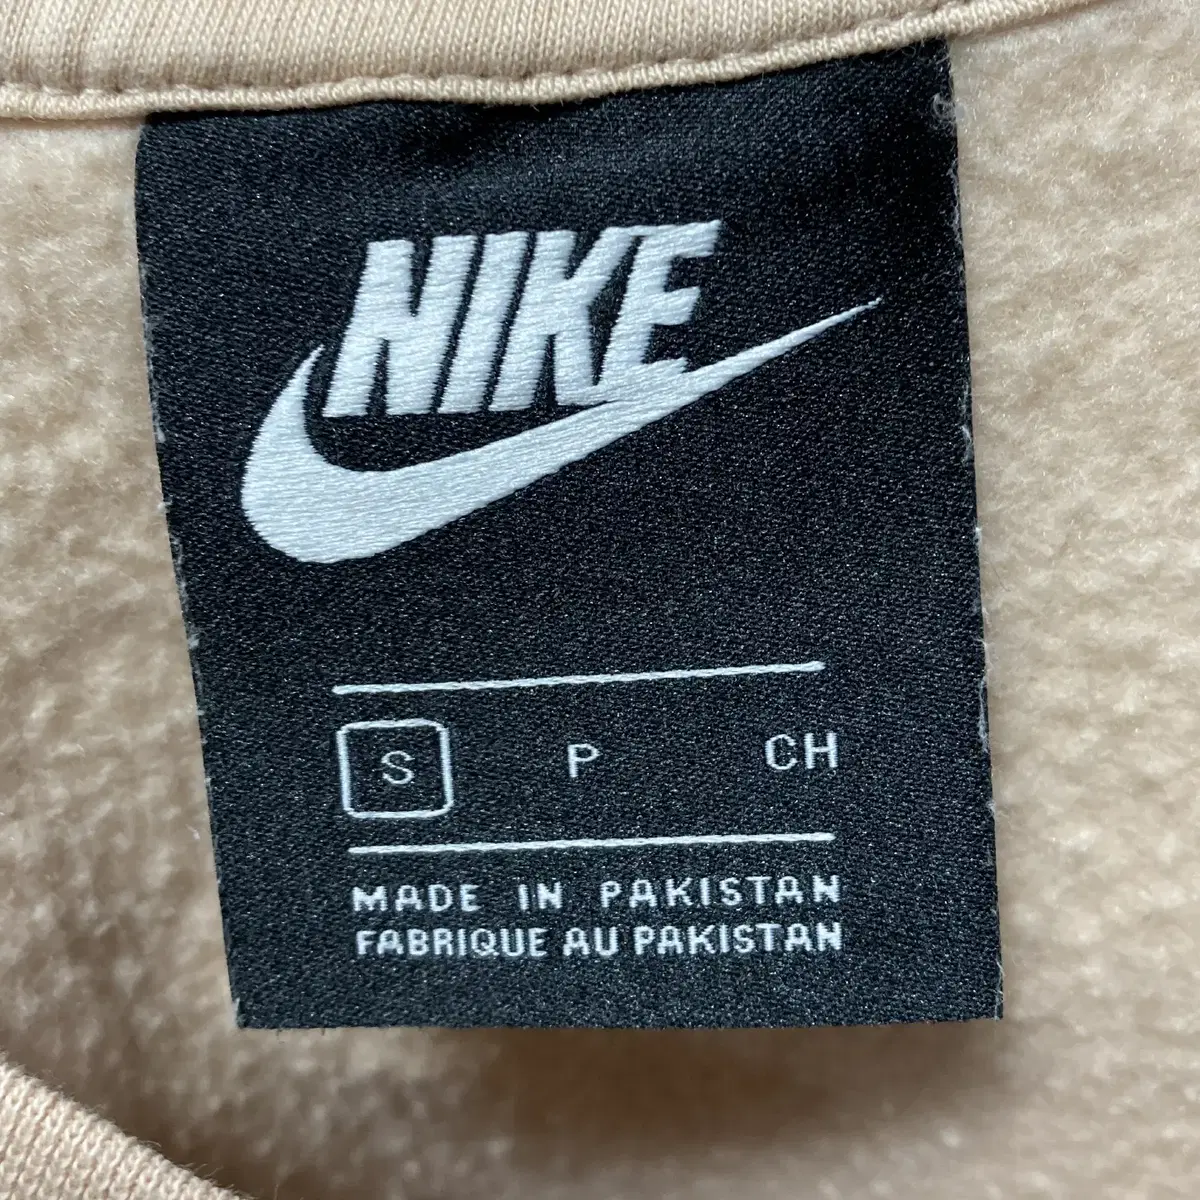 NIKE
S P CH
MADE IN PAKISTAN
FABRIQUE AU PAKISTAN